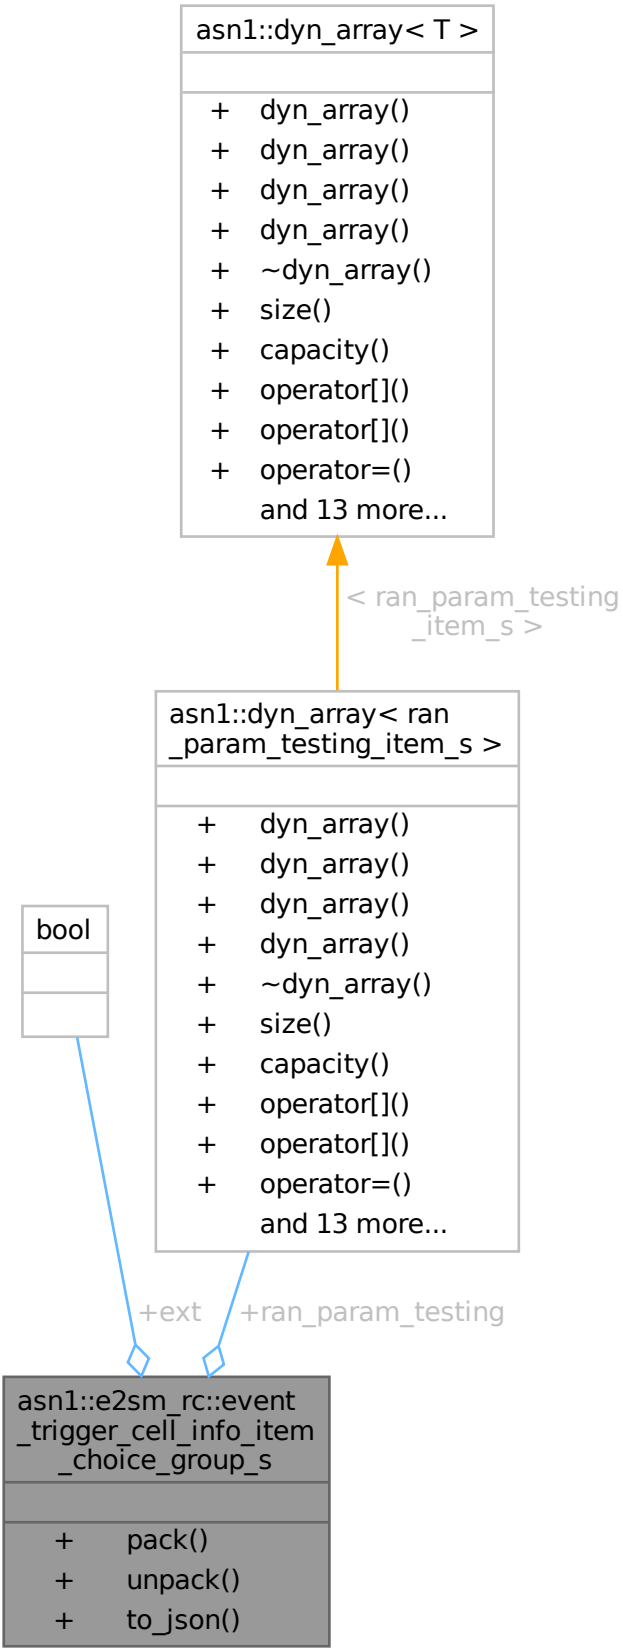 asn1::dyn_array< T >
+ dyn_array()
+ dyn_array()
+ dyn_array()
+ dyn_array()
+ ~dyn_array()
+ size()
+ capacity()
+ operator[]()
+ operator[]()
+ operator=()
and 13 more...
< ran_param_testing
_item_s >
asn1::dyn_array< ran
_param_testing_item_s >
+ dyn_array()
+ dyn_array()
+ dyn_array()
+ dyn_array()
+ ~dyn_array()
+ size()
+ capacity()
+ operator[]()
+ operator[]()
+ operator=()
and 13 more...
bool
+ext
+ran_param_testing
asn1::e2sm_rc::event
_trigger_cell_info_item
_choice_group_s
+ pack()
+ unpack()
+ to_json()